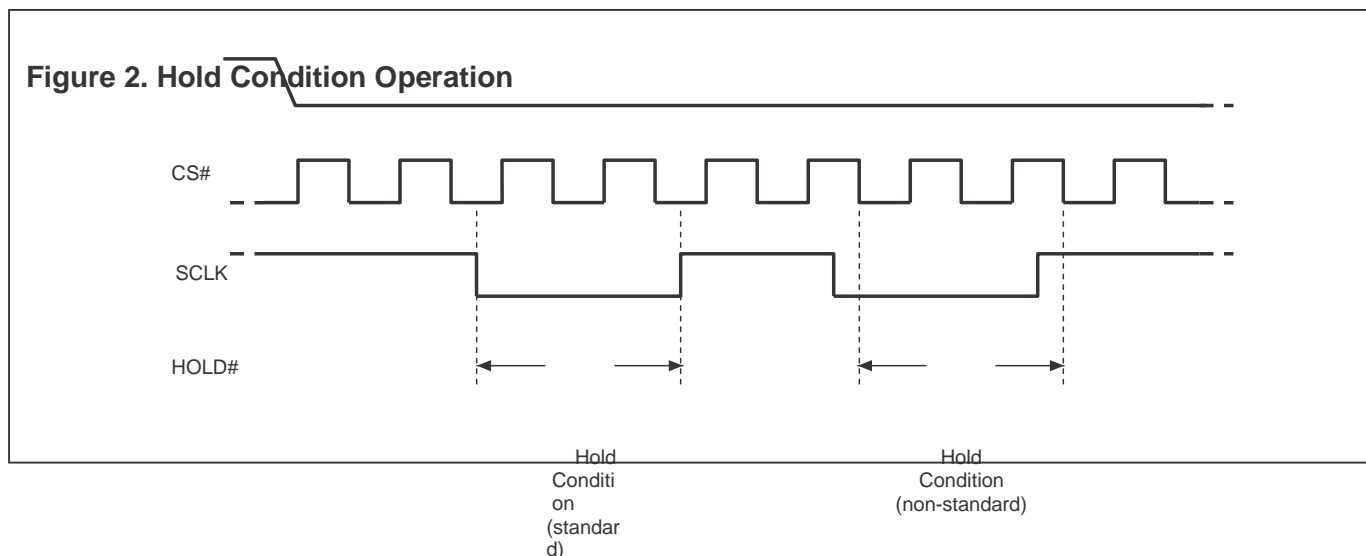 Figure 2. Hold Condition Operation
CS#
SCLK
HOLD#
Hold
Conditi
on
(standar
d)
Hold
Condition
(non-standard)